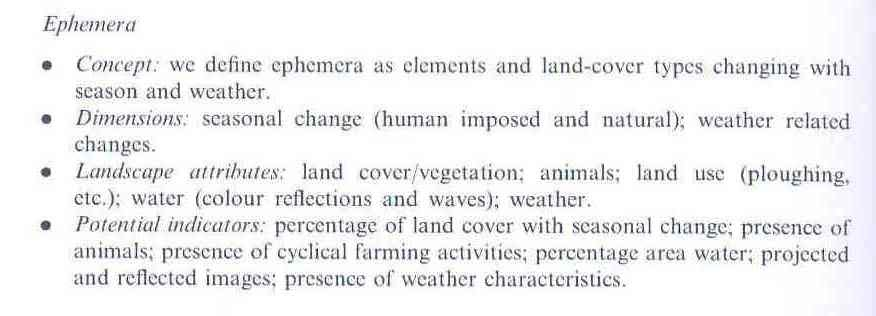 Ephemera
• Concept: we define ephemera as elements and land-cover types changing with
season and weather.
• Dimensions: seasonal change (human imposed and natural); weather related
changes.
• Landscape attributes: land cover/vegetation; animals; land use (ploughing,
etc.); water (colour reflections and waves); weather.
• Potential indicators: percentage of land cover with seasonal change; presence of
animals; presence of cyclical farming activities; percentage area water; projected
and reflected images; presence of weather characteristics.